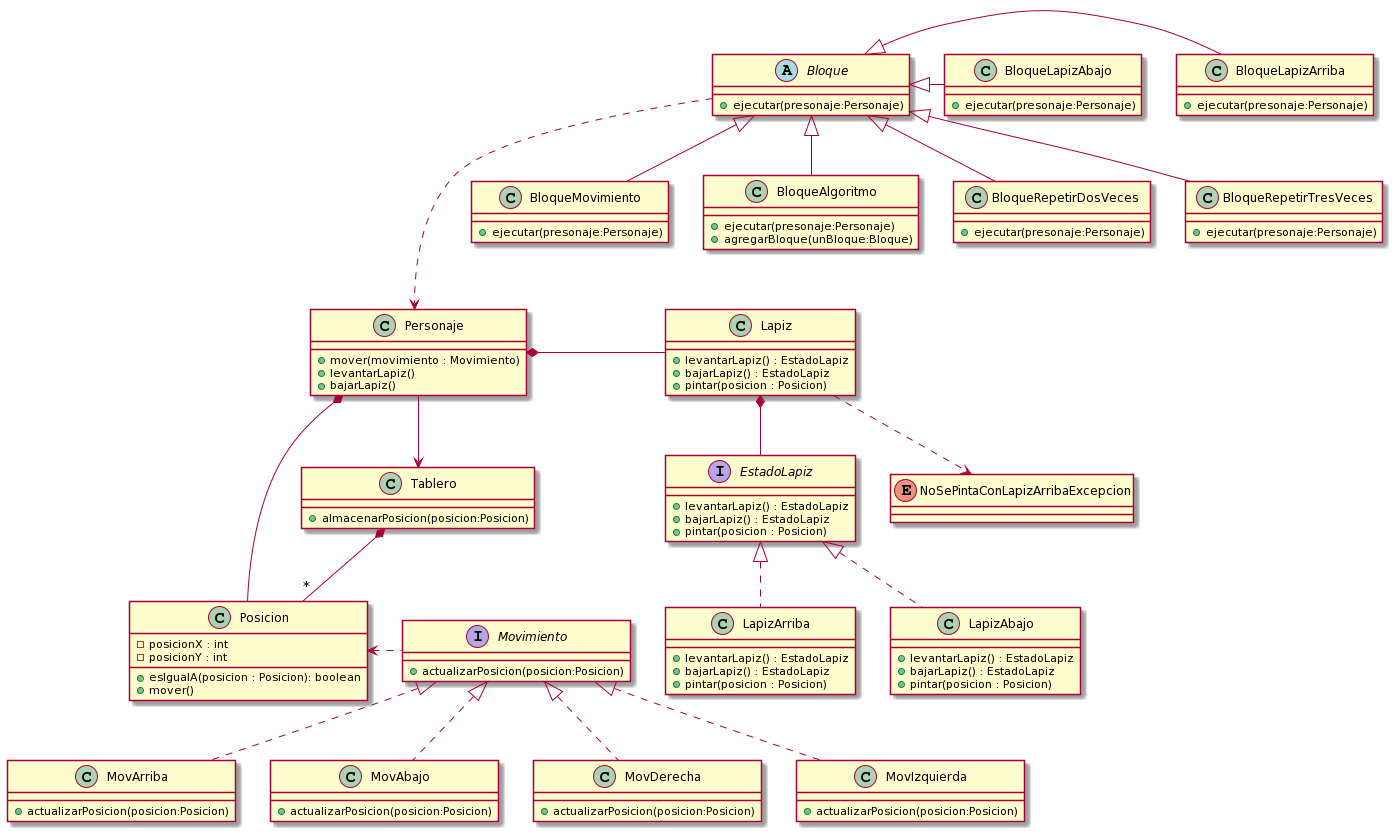 A Bloque
ejecutar(presonaje:Personaje)
C BloqueLapizAbajo
ejecutar(presonaje:Personaje)
C BloqueLapizArriba
ejecutar(presonaje:Personaje)
C BloqueMovimiento
ejecutar(presonaje:Personaje)
C BloqueAlgoritmo
ejecutar(presonaje:Personaje)
agregarBloque(unBloque:Bloque)
C BloqueRepetirDosVeces
ejecutar(presonaje:Personaje)
C BloqueRepetirTresVeces
ejecutar(presonaje:Personaje)
C Personaje
mover(movimiento : Movimiento)
levantarLapiz()
bajarLapiz()
C Lapiz
levantarLapiz() : EstadoLapiz
bajarLapiz() : EstadoLapiz
pintar(posicion : Posicion)
C Tablero
almacenarPosicion(posicion:Posicion)
I EstadoLapiz
levantarLapiz() : EstadoLapiz
bajarLapiz() : EstadoLapiz
pintar(posicion : Posicion)
E NoSePintaConLapizArribaExcepcion
*
C Posicion
posicionX : int
posicionY : int
esIgualA(posicion : Posicion): boolean
mover()
I Movimiento
actualizarPosicion(posicion:Posicion)
C LapizArriba
levantarLapiz() : EstadoLapiz
bajarLapiz() : EstadoLapiz
pintar(posicion : Posicion)
C LapizAbajo
levantarLapiz() : EstadoLapiz
bajarLapiz() : EstadoLapiz
pintar(posicion : Posicion)
C MovArriba
actualizarPosicion(posicion:Posicion)
C MovAbajo
actualizarPosicion(posicion:Posicion)
C MovDerecha
actualizarPosicion(posicion:Posicion)
C MovIzquierda
actualizarPosicion(posicion:Posicion)